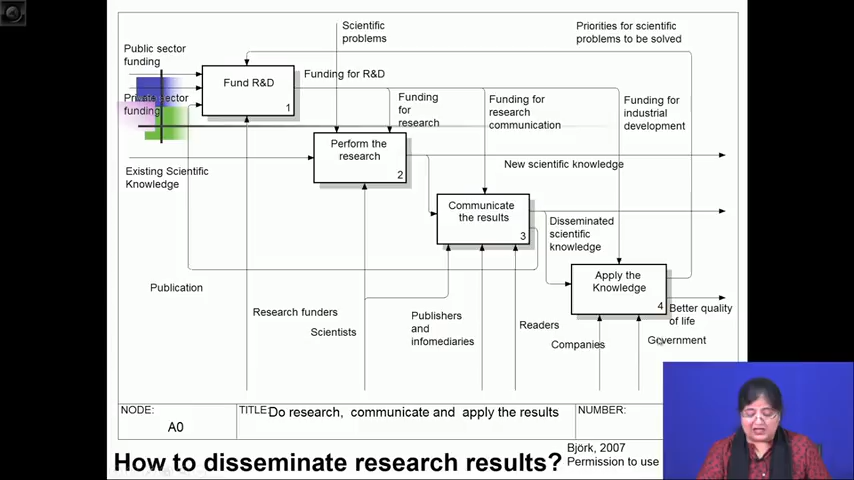 Scientific
problems
Priorities for scientific
problems to be solved
Public sector
funding
Private sector
funding
Fund R&D
1
Funding for R&D
Funding
for
research
Funding for
research
communication
Funding for
industrial
development
Perform the
research
2
Existing Scientific
Knowledge
New scientific knowledge
Communicate
the results
3
Disseminated
scientific
knowledge
Apply the
Knowledge
4
Publication
Research funders
Scientists
Publishers
and
infomediaries
Readers
Companies
Better quality
of life
Government
NODE:
A0
TITLE:
Do research, communicate and apply the results
NUMBER:
How to disseminate research results?
Björk, 2007
Permission to use